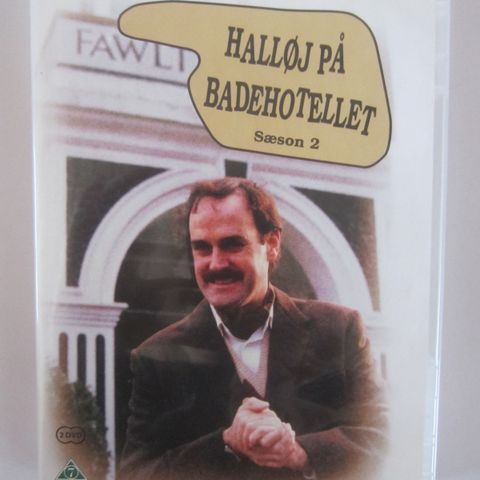 FAWLT
HALLØJ PÅ
BADEHOTELLET
Sæson 2
2 DVD
7